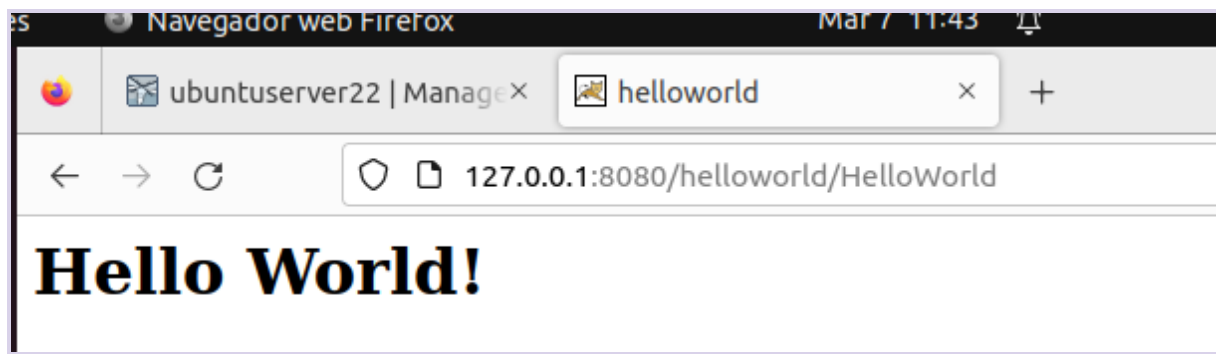 es Navegador web Firefox Mar 7 11:43
ubuntuserver22 | Manage helloworld
127.0.0.1:8080/helloworld/HelloWorld
Hello World!